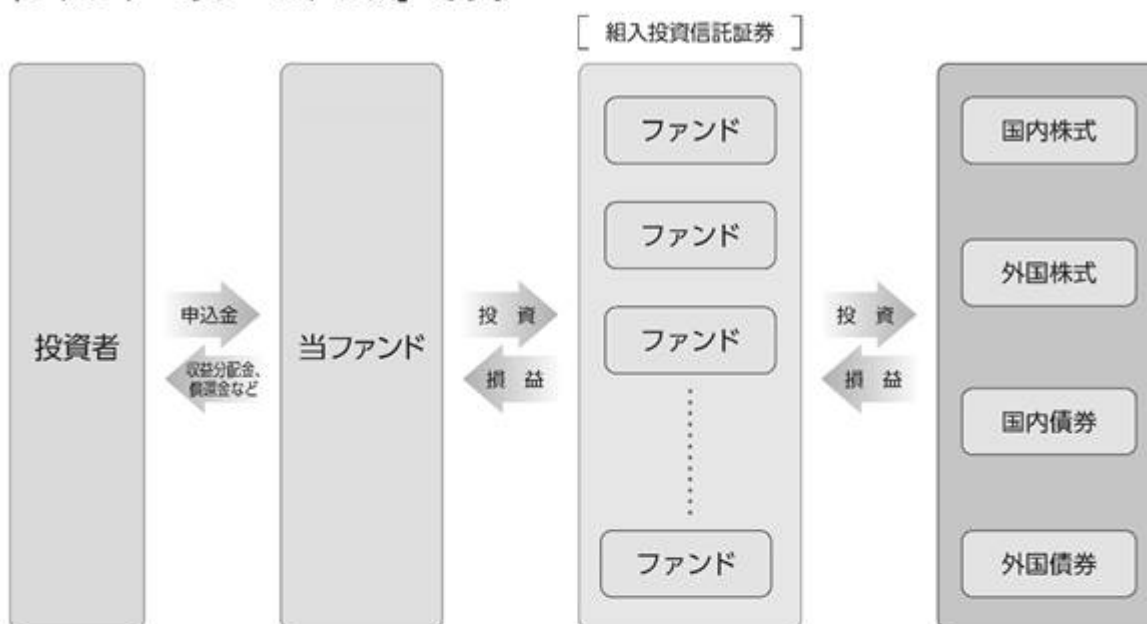 [ 組入投資信託証券 ]
投資者
申込金
収益分配金、
償還金など
当ファンド
投 資
損 益
ファンド
ファンド
ファンド
ファンド
投 資
損 益
国内株式
外国株式
国内債券
外国債券